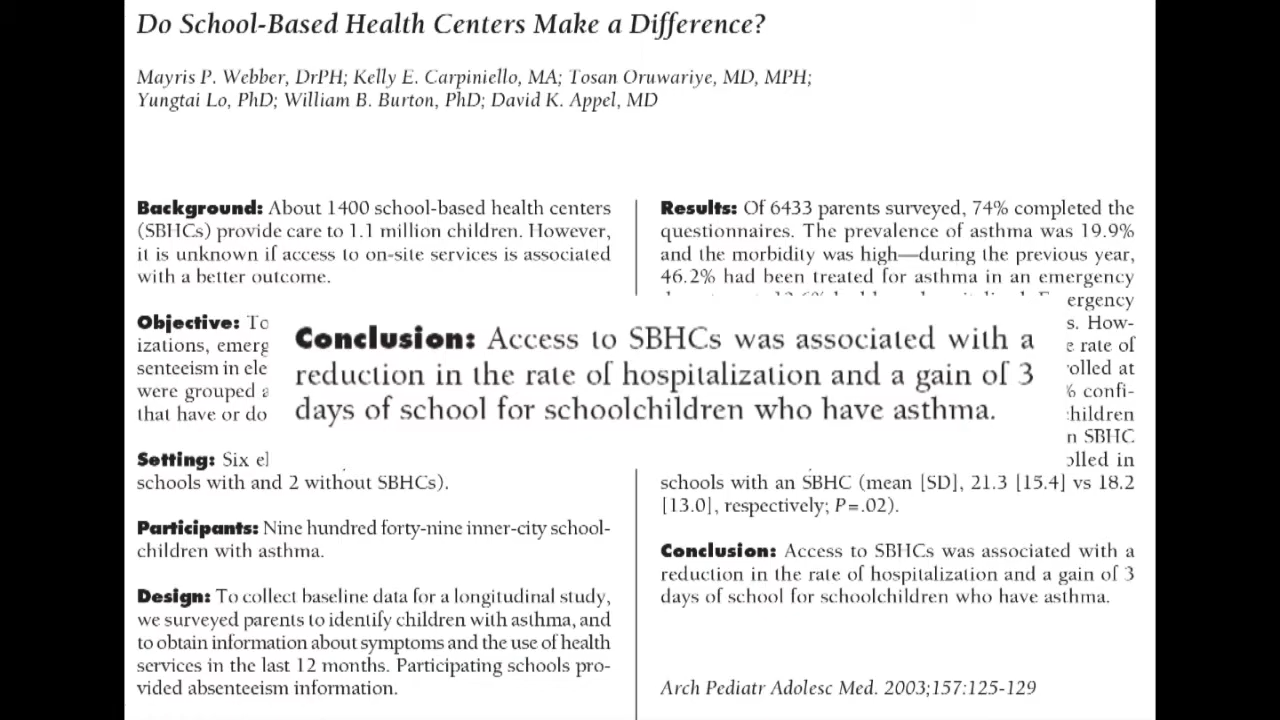 Do School-Based Health Centers Make a Difference?
Mayris P. Webber, DrPH; Kelly E. Carpiniello, MA; Tosan Oruwariye, MD, MPH;
Yungtai Lo, PhD; William B. Burton, PhD; David K. Appel, MD
Background: About 1400 school-based health centers
(SBHCs) provide care to 1.1 million children. However,
it is unknown if access to on-site services is associated
with a better outcome.
Objective: To
izations, emerg
senteeism in ele
were grouped a
that have or do
Setting: Six el
schools with and 2 without SBHCs).
Participants: Nine hundred forty-nine inner-city school-
children with asthma.
Design: To collect baseline data for a longitudinal study,
we surveyed parents to identify children with asthma, and
to obtain information about symptoms and the use of health
services in the last 12 months. Participating schools pro-
vided absenteeism information.
Conclusion: Access to SBHCs was associated with a
reduction in the rate of hospitalization and a gain of 3
days of school for schoolchildren who have asthma.
Results: Of 6433 parents surveyed, 74% completed the
questionnaires. The prevalence of asthma was 19.9%
and the morbidity was high—during the previous year,
46.2% had been treated for asthma in an emergency
ergency
s. How-
e rate of
olled at
% confi-
children
n SBHC
olled in
schools with an SBHC (mean [SD], 21.3 [15.4] vs 18.2
[13.0], respectively; P=.02).
Conclusion: Access to SBHCs was associated with a
reduction in the rate of hospitalization and a gain of 3
days of school for schoolchildren who have asthma.
Arch Pediatr Adolesc Med. 2003;157:125-129